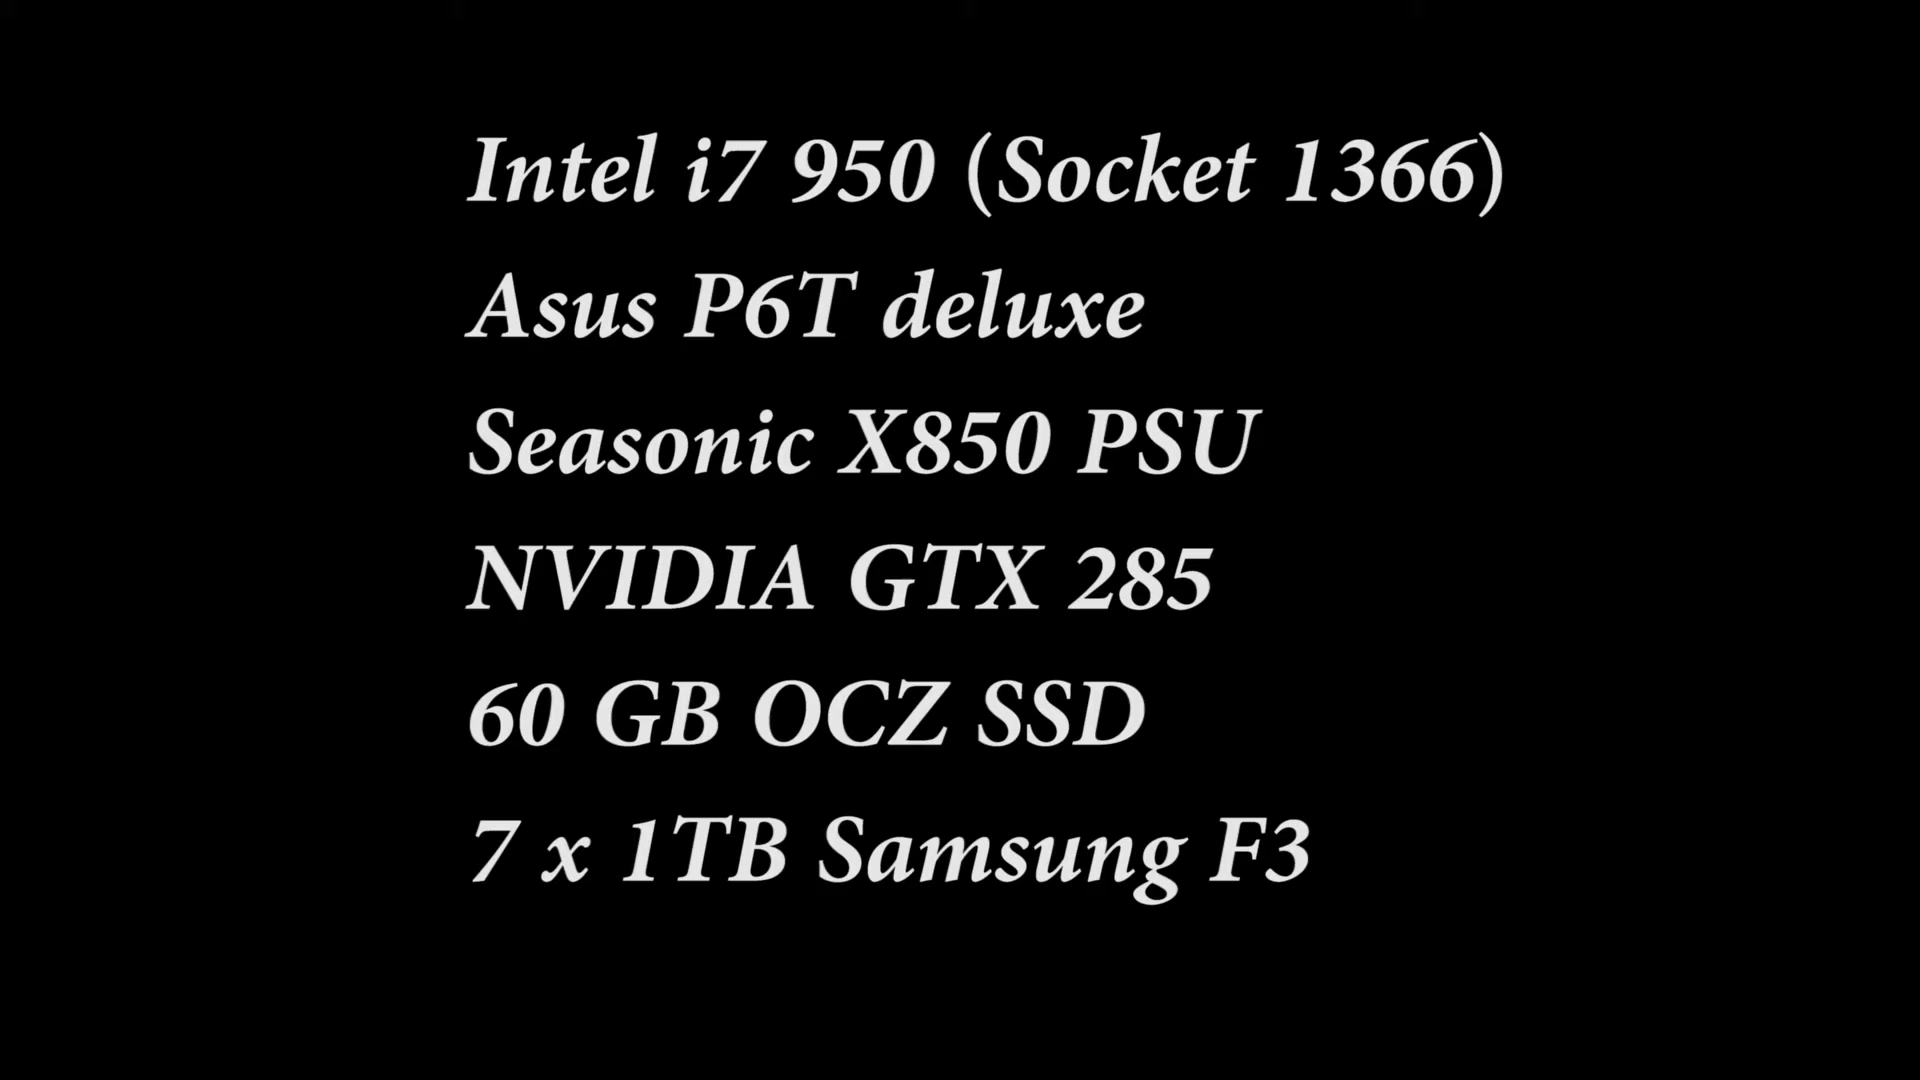 Intel i7 950 (Socket 1366)
Asus P6T deluxe
Seasonic X850 PSU
NVIDIA GTX 285
60 GB OCZ SSD
7 x 1TB Samsung F3